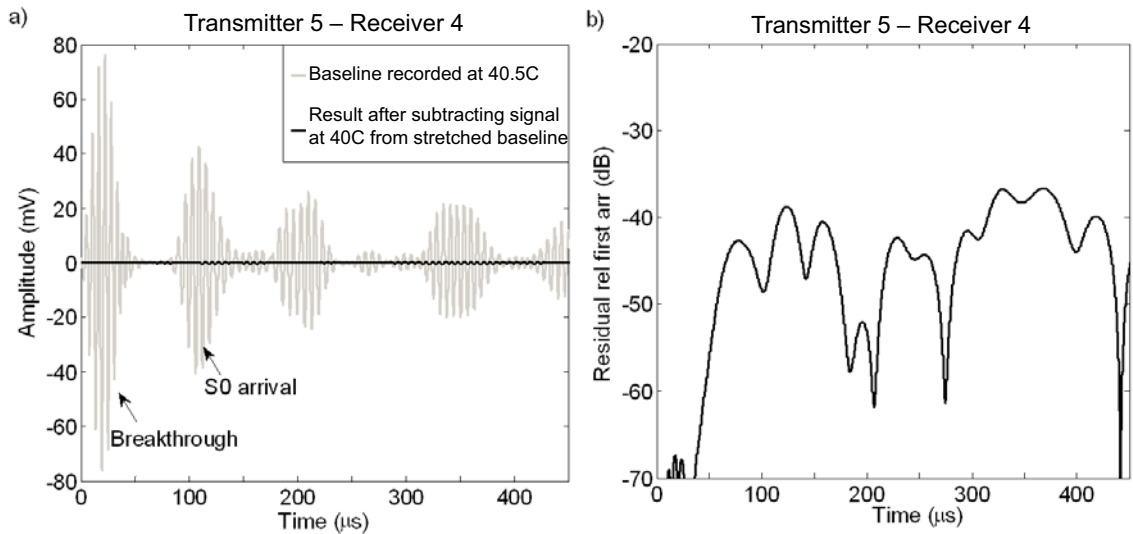 a)
Transmitter 5 – Receiver 4
80
60
40
20
0
-20
-40
-60
-80
Amplitude (mV)
Baseline recorded at 40.5C
Result after subtracting signal
at 40C from stretched baseline
S0 arrival
Breakthrough
0
100
200
300
400
Time (μs)
b)
Transmitter 5 – Receiver 4
-20
-30
-40
-50
-60
-70
Residual rel first arr (dB)
0
100
200
300
400
Time (μs)